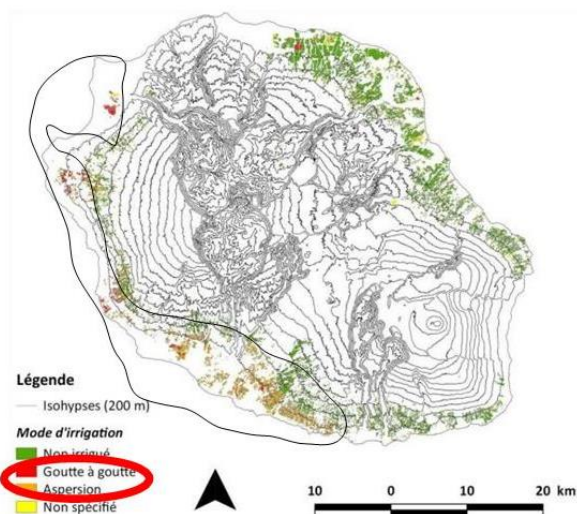 Légende
Isohypses (200 m)
Mode d'irrigation
Non irrigué
Goutte à goutte
Aspersion
Non spécifié
10 0 10 20 km